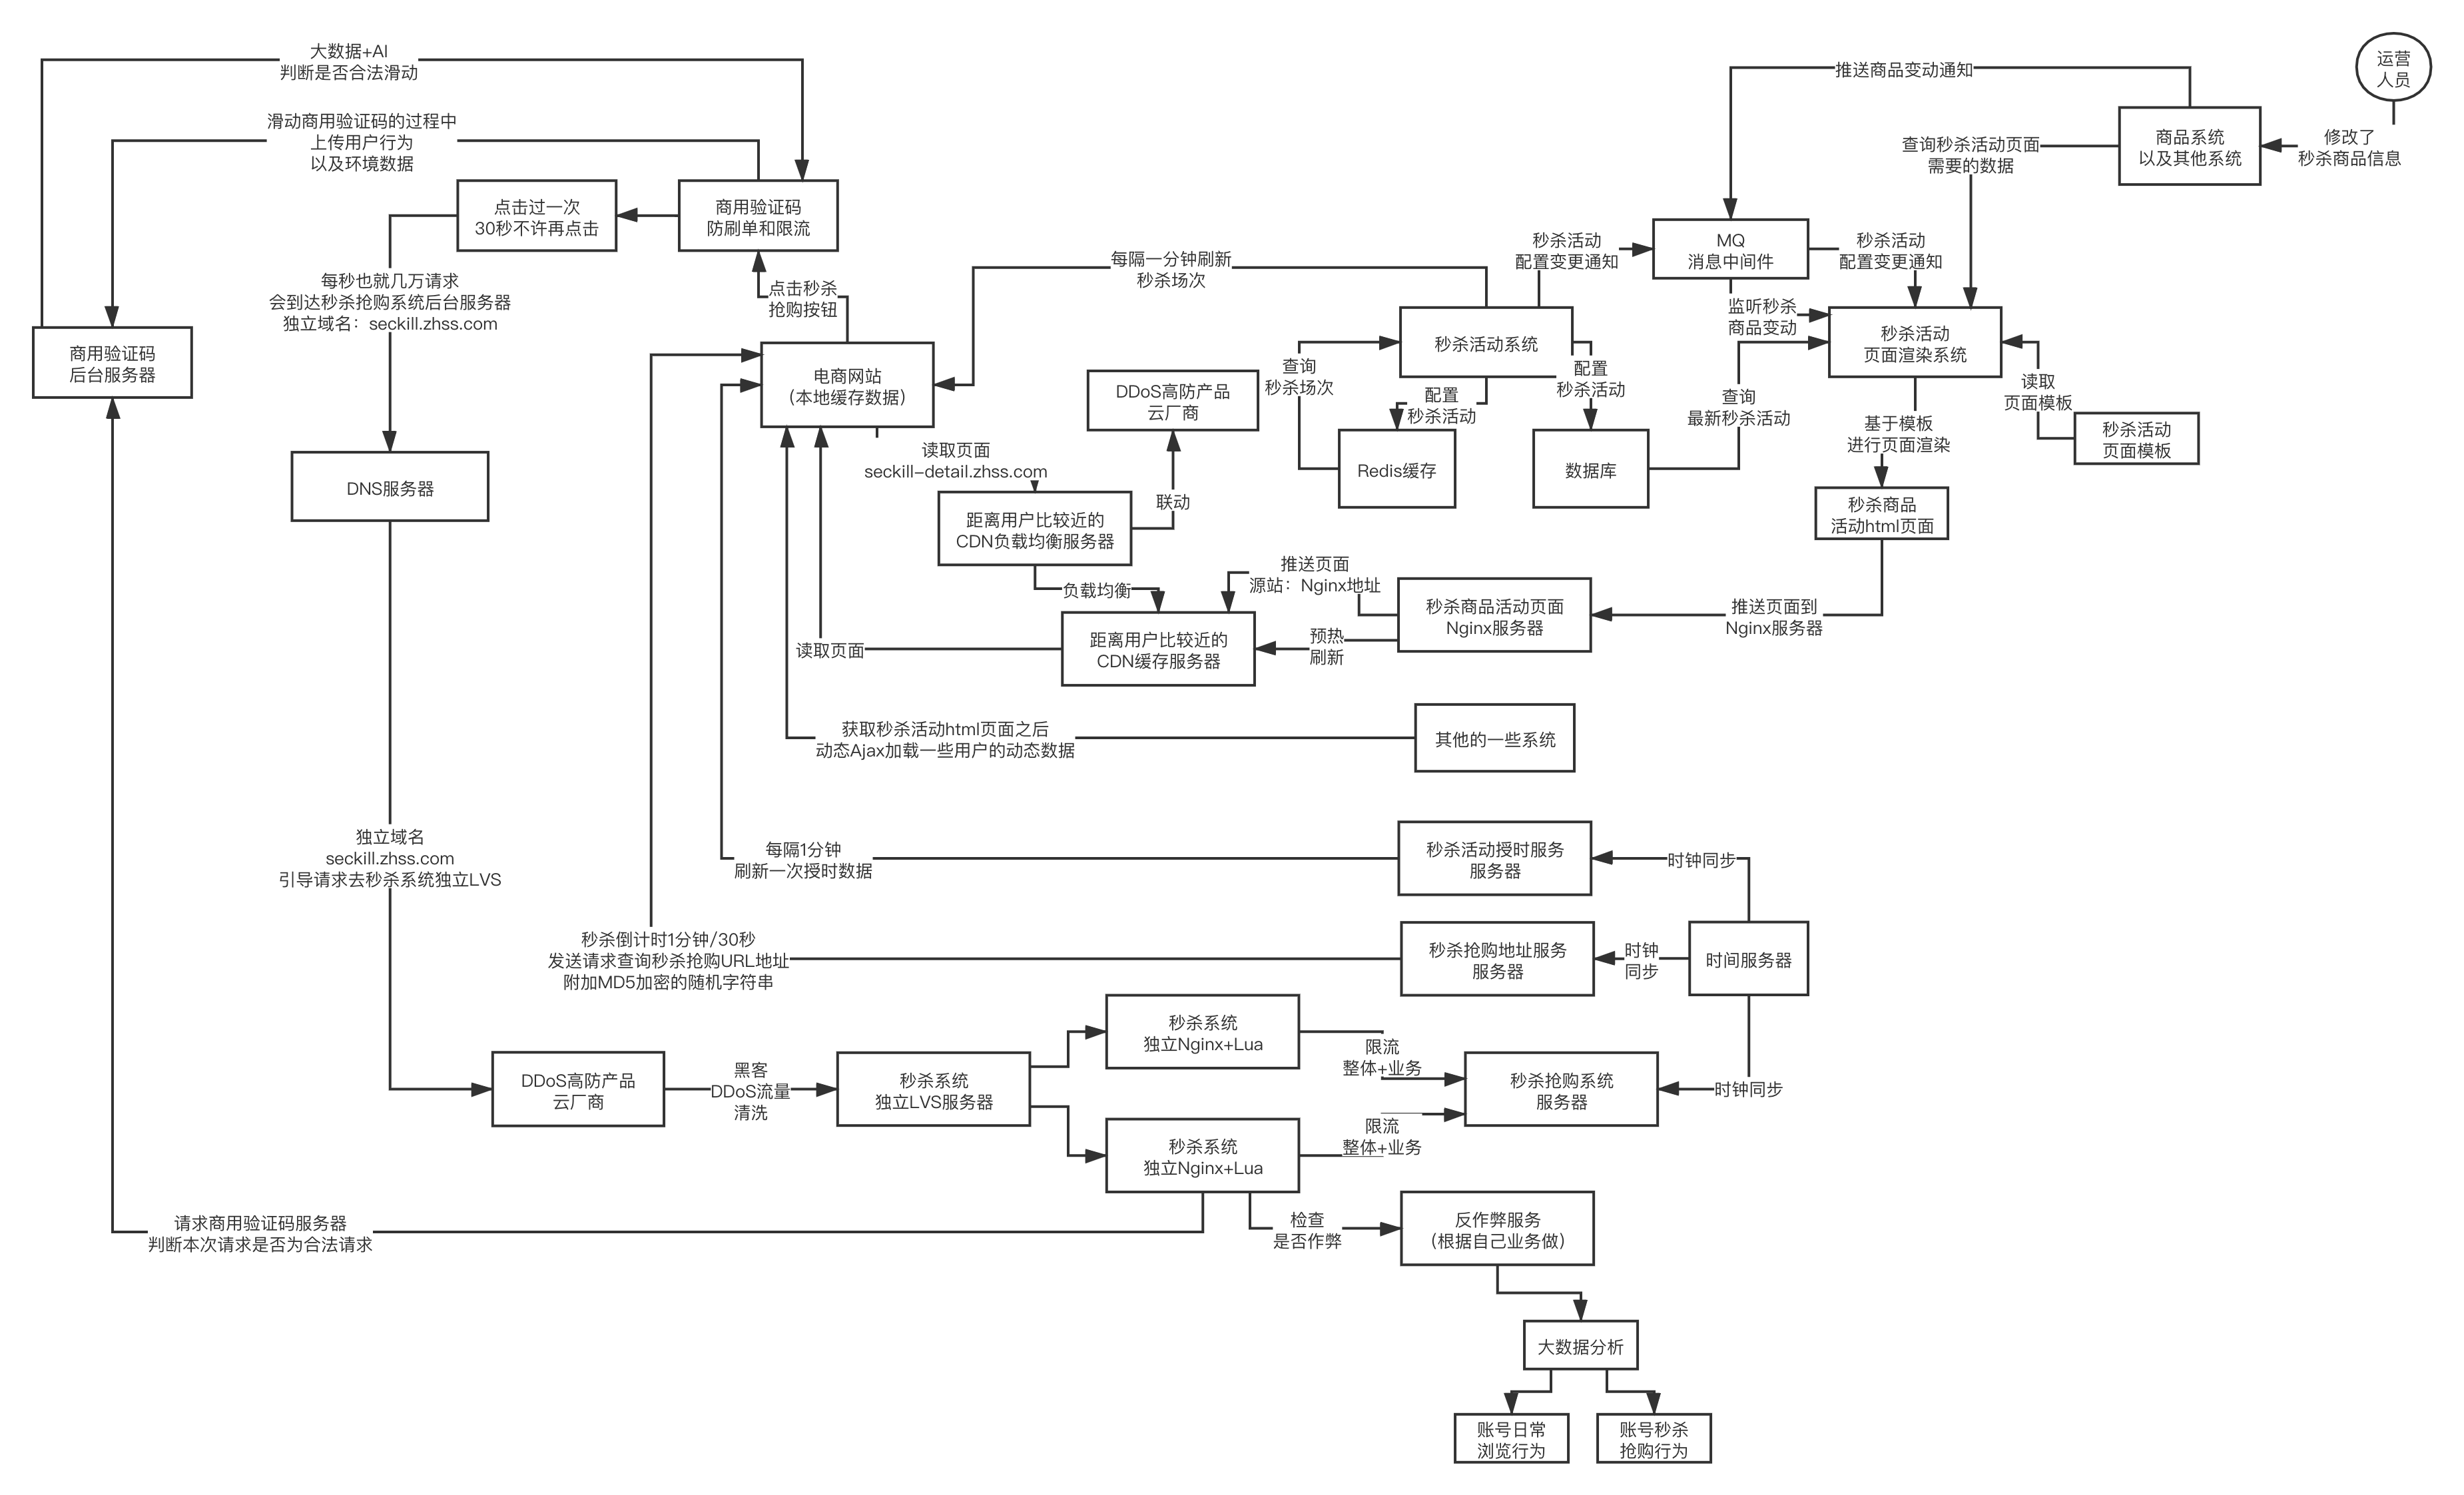 大数据+AI
判断是否合法滑动
运营
人员
推送商品变动通知
滑动商用验证码的过程中
上传用户行为
以及环境数据
商品系统
以及其他系统
修改了
秒杀商品信息
查询秒杀活动页面
需要的数据
点击过一次
30秒不许再点击
商用验证码
防刷单和限流
MQ
消息中间件
秒杀活动
配置变更通知
秒杀活动
配置变更通知
每隔一分钟刷新
秒杀场次
每秒也就几万请求
会到达秒杀抢购系统后台服务器
独立域名：seckill.zhss.com
点击秒杀
抢购按钮
监听秒杀
商品变动
商用验证码
后台服务器
秒杀活动系统
秒杀活动
页面渲染系统
电商网站
(本地缓存数据)
DDoS高防产品
云厂商
查询
秒杀场次
配置
秒杀活动
配置
秒杀活动
查询
最新秒杀活动
读取
页面模板
基于模板
进行页面渲染
秒杀活动
页面模板
读取页面
seckill-detail.zhss.com
Redis缓存
数据库
DNS服务器
联动
距离用户比较近的
CDN负载均衡服务器
秒杀商品
活动html页面
推送页面
源站：Nginx地址
负载均衡
秒杀商品活动页面
Nginx服务器
推送页面到
Nginx服务器
读取页面
距离用户比较近的
CDN缓存服务器
预热
刷新
获取秒杀活动html页面之后
动态Ajax加载一些用户的动态数据
其他的一些系统
独立域名
seckill.zhss.com
引导请求去秒杀系统独立LVS
每隔1分钟
刷新一次授时数据
秒杀活动授时服务
服务器
时钟同步
秒杀倒计时1分钟/30秒
发送请求查询秒杀抢购URL地址
附加MD5加密的随机字符串
秒杀抢购地址服务
服务器
时钟
同步
时间服务器
秒杀系统
独立Nginx+Lua
限流
整体+业务
DDoS高防产品
云厂商
黑客
DDoS流量
清洗
秒杀系统
独立LVS服务器
秒杀抢购系统
服务器
时钟同步
秒杀系统
独立Nginx+Lua
限流
整体+业务
请求商用验证码服务器
判断本次请求是否为合法请求
检查
是否作弊
反作弊服务
(根据自己业务做)
大数据分析
账号日常
浏览行为
账号秒杀
抢购行为